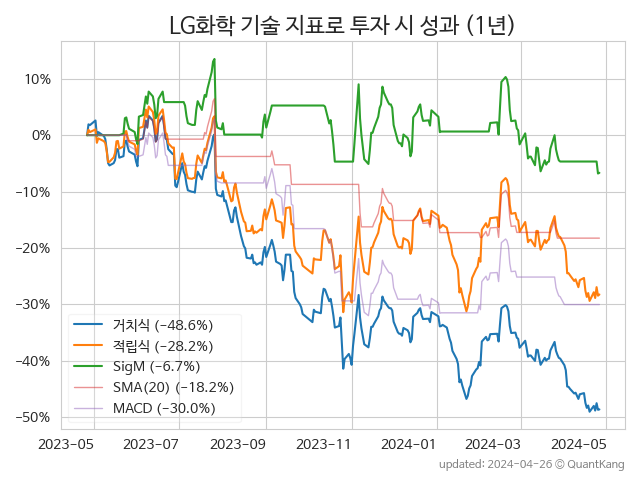 LG화학 기술 지표로 투자 시 성과 (1년)
10%
0%
−10%
−20%
−30%
−40%
−50%
거치식 (−48.6%)
적립식 (−28.2%)
SigM (−6.7%)
SMA(20) (−18.2%)
MACD (−30.0%)
2023-05 2023-07 2023-09 2023-11 2024-01 2024-03 2024-05
updated: 2024-04-26 © QuantKang